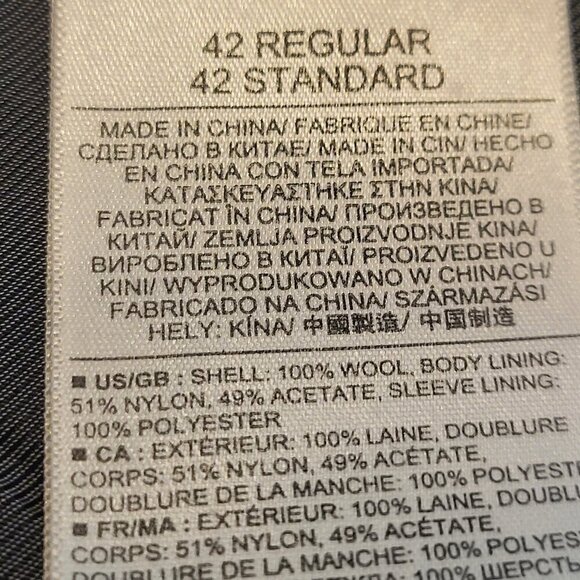 42 REGULAR
42 STANDARD
MADE IN CHINA/ FABRIQUE EN CHINE/
СДЕЛАНО В КИТАЕ/ MADE IN CIN/ HECHO
EN CHINA CON TELA IMPORTADA/
ΚΑΤΑΣΚΕΥΑΣΤΗΚΕ ΣΤΗΝ ΚΙΝΑ/
FABRICAT ÎN CHINA/ ПРОИЗВЕДЕНО В
КИТАЙ/ ZEMLJA PROIZVODNJE KINA/
ВИРОБЛЕНО В КИТАЇ/ PROIZVEDENO U
KINI/ WYPRODUKOWANO W CHINACH/
FABRICADO NA CHINA/ SZÁRMAZÁSI
HELY: KÍNA/ 中國製造/ 中国制造
■ US/GB : SHELL: 100% WOOL, BODY LINING:
51% NYLON, 49% ACETATE, SLEEVE LINING:
100% POLYESTER
■ CA : EXTÉRIEUR: 100% LAINE, DOUBLURE
CORPS: 51% NYLON, 49% ACÉTATE,
DOUBLURE DE LA MANCHE: 100% POLYESTE
■ FR/MA : EXTÉRIEUR: 100% LAINE, DOUBLURE
CORPS: 51% NYLON, 49% ACÉTATE,
DOUBLURE DE LA MANCHE: 100% POLYES
100% ШЕРСТЬ